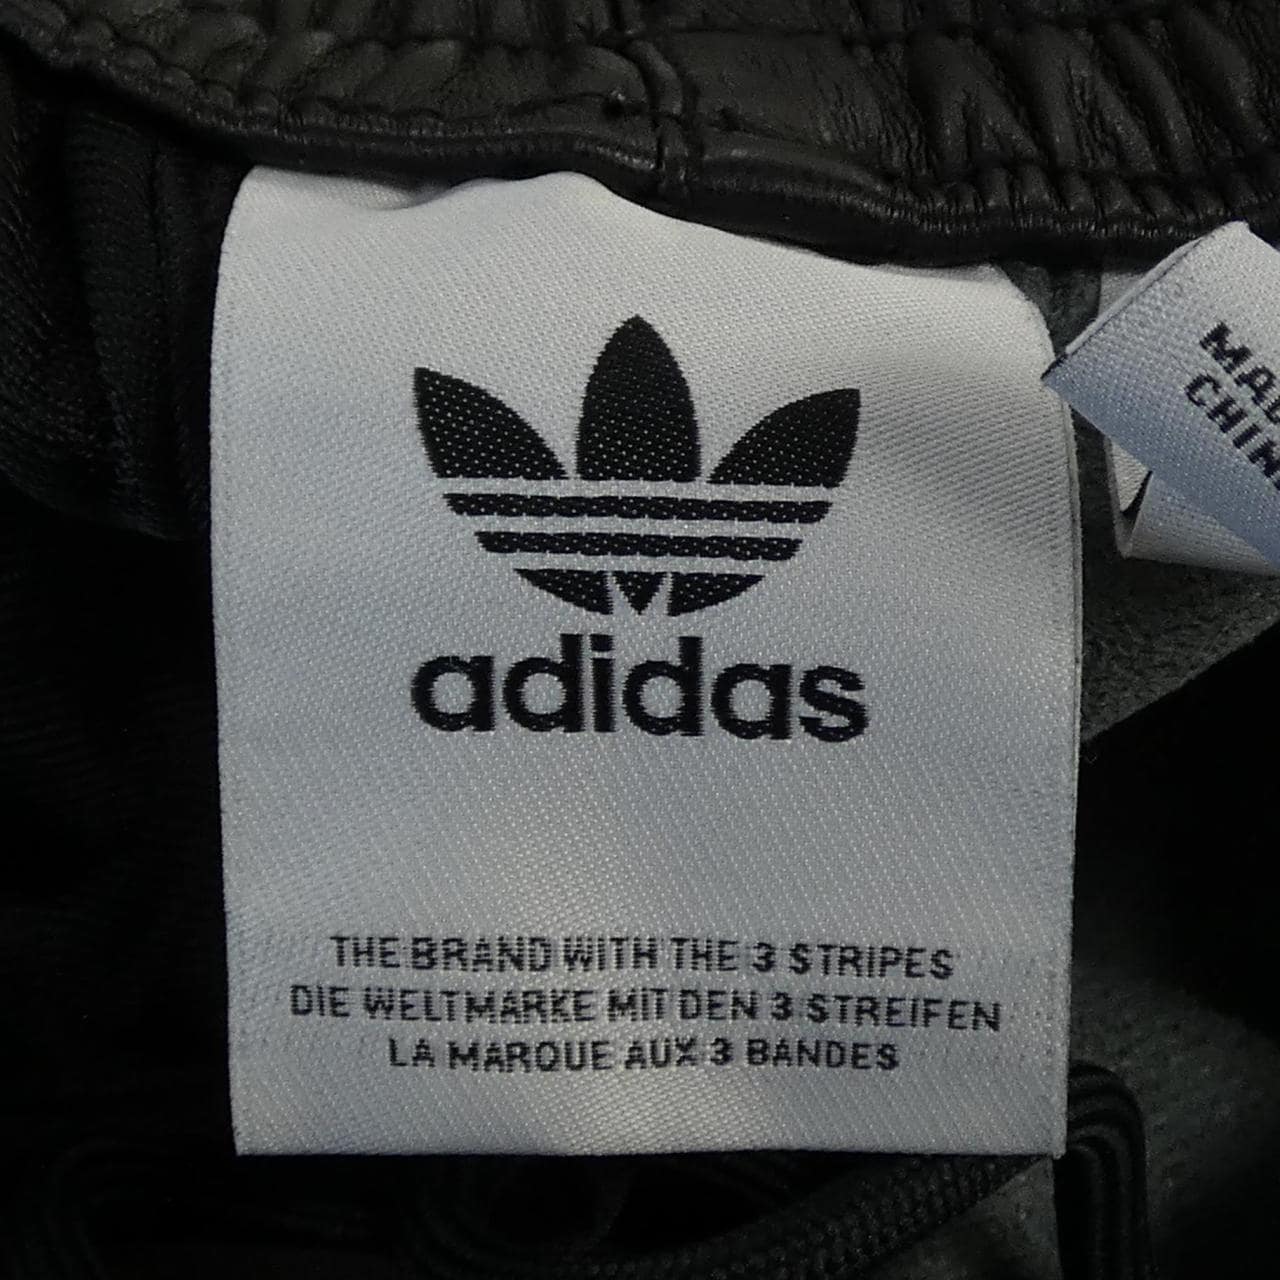 adidas
THE BRAND WITH THE 3 STRIPES
DIE WELTMARKE MIT DEN 3 STREIFEN
LA MARQUE AUX 3 BANDES